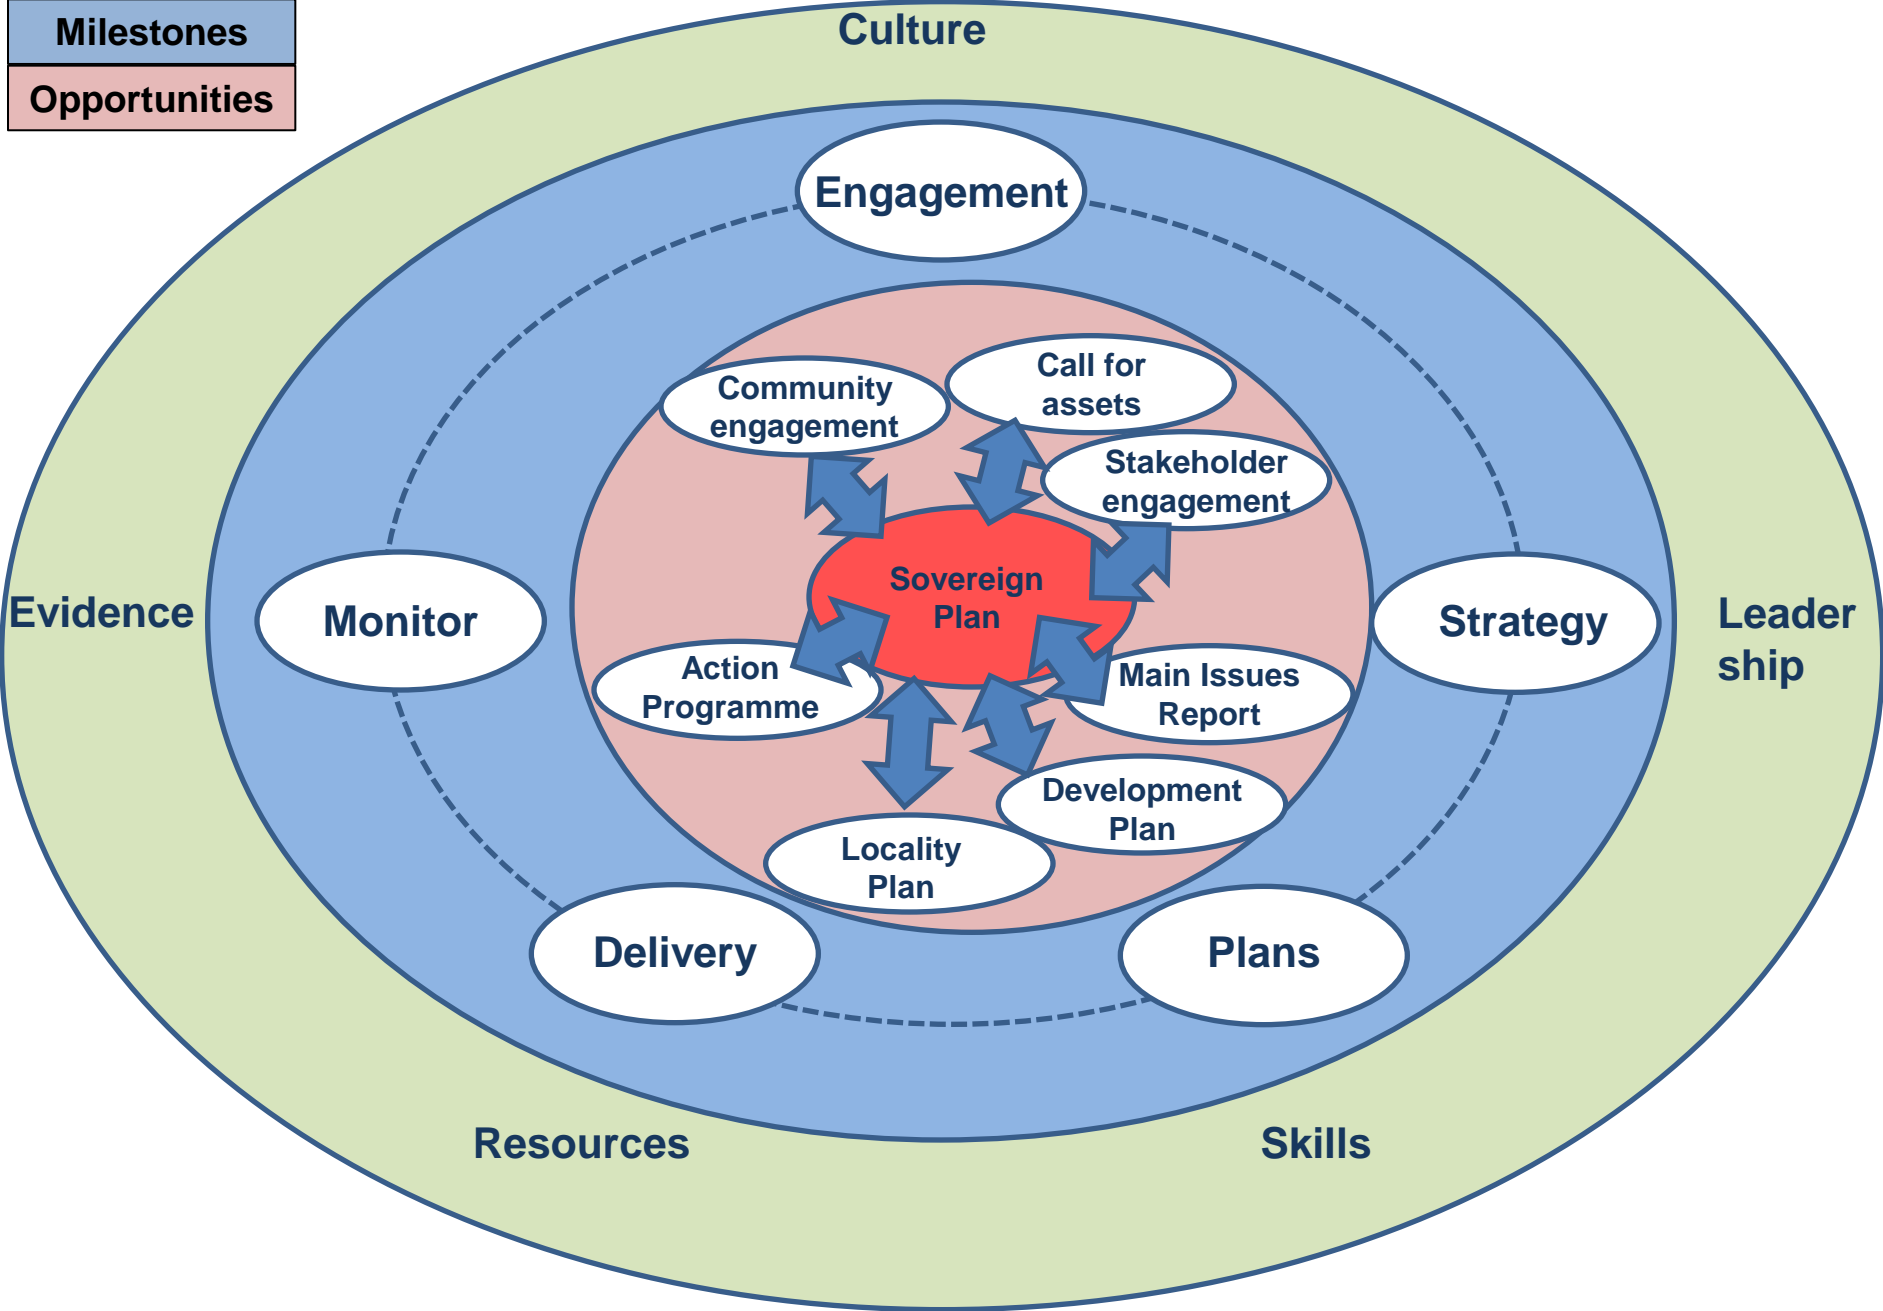 Milestones
Opportunities
Culture
Engagement
Call for
assets
Community
engagement
Stakeholder
engagement
Sovereign
Plan
Evidence
Monitor
Strategy
Leader
ship
Action
Programme
Main Issues
Report
Development
Plan
Locality
Plan
Delivery
Plans
Resources
Skills